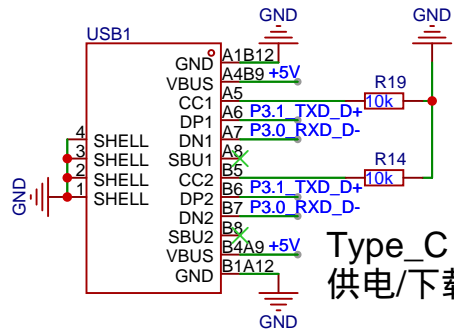 GND
GND
USB1
GND A1B12
VBUS A4B9 +5V
CC1 A5
R19
10k
DP1 A6 P3.1_TXD_D+
DN1 A7 P3.0_RXD_D-
SBU1 A8
CC2 B5
R14
10k
DP2 B6 P3.1_TXD_D+
DN2 B7 P3.0_RXD_D-
SBU2 B8
VBUS B4A9 +5V
GND B1A12
4 SHELL
3 SHELL
2 SHELL
1 SHELL
GND
GND
Type_C
供电/下载